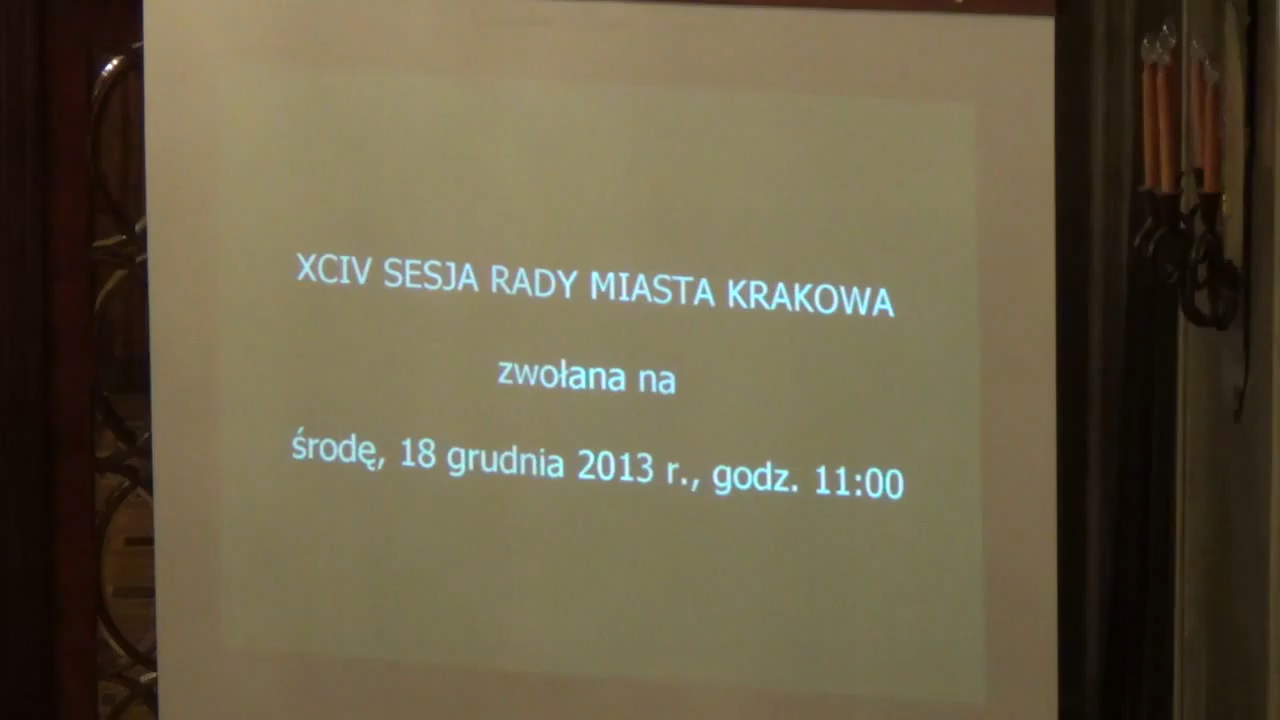 XCIV SESJA RADY MIASTA KRAKOWA
zwołana na
środę, 18 grudnia 2013 r., godz. 11:00